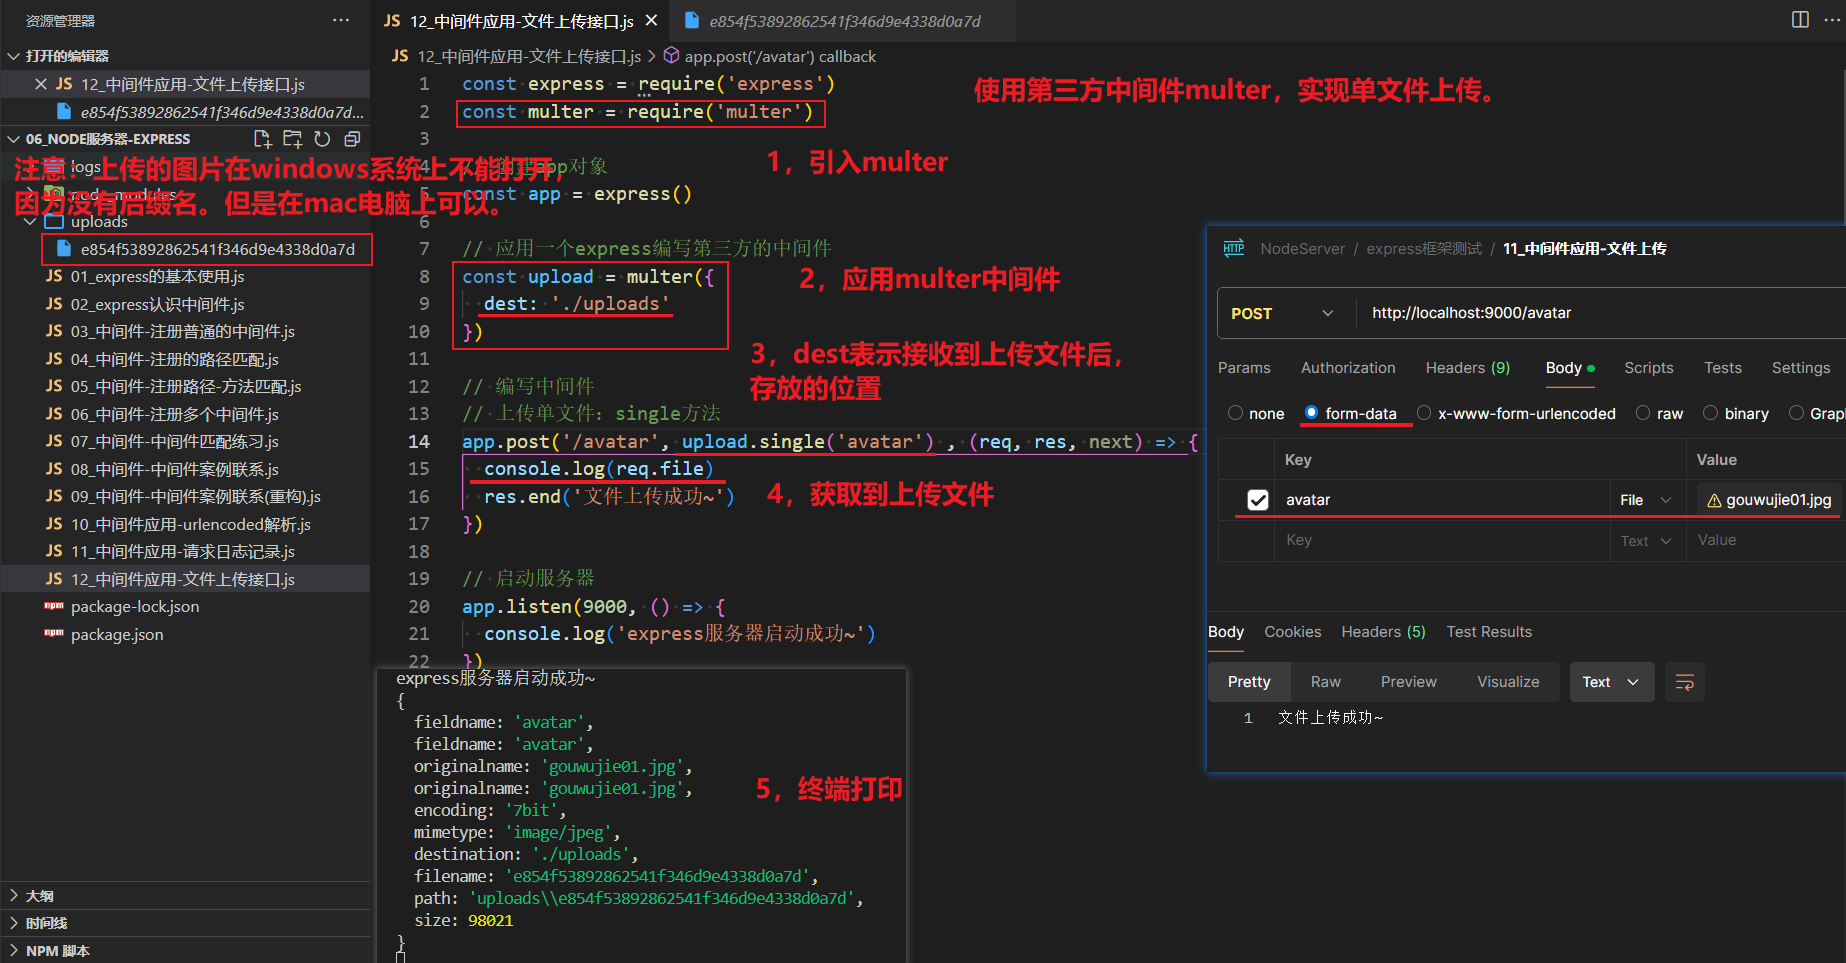 资源管理器
打开的编辑器
JS 12_中间件应用-文件上传接口.js
e854f53892862541f346d9e4338d0a7d...
06_NODE服务器-EXPRESS
logs
注意：上传的图片在windows系统上不能打开，
node_modules
因为没有后缀名。但是在mac电脑上可以。
uploads
e854f53892862541f346d9e4338d0a7d
JS 01_express的基本使用.js
JS 02_express认识中间件.js
JS 03_中间件-注册普通的中间件.js
JS 04_中间件-注册的路径匹配.js
JS 05_中间件-注册路径-方法匹配.js
JS 06_中间件-注册多个中间件.js
JS 07_中间件-中间件匹配练习.js
JS 08_中间件-中间件案例联系.js
JS 09_中间件-中间件案例联系(重构).js
JS 10_中间件应用-urlencoded解析.js
JS 11_中间件应用-请求日志记录.js
JS 12_中间件应用-文件上传接口.js
npm package-lock.json
npm package.json
大纲
时间线
NPM 脚本
JS 12_中间件应用-文件上传接口.js
e854f53892862541f346d9e4338d0a7d
JS 12_中间件应用-文件上传接口.js > app.post('/avatar') callback
1 const express = require('express')
2 const multer = require('multer')
3
4 app对象
5 const app = express()
6
7 // 应用一个express编写第三方的中间件
8 const upload = multer({
9 dest: './uploads'
10 })
11
12 // 编写中间件
13 // 上传单文件: single方法
14 app.post('/avatar', upload.single('avatar') , (req, res, next) => {
15 console.log(req.file)
16 res.end('文件上传成功~')
17 })
18
19 // 启动服务器
20 app.listen(9000, () => {
21 console.log('express服务器启动成功~')
22 })
使用第三方中间件multer，实现单文件上传。
1，引入multer
2，应用multer中间件
3，dest表示接收到上传文件后，
存放的位置
4，获取到上传文件
express服务器启动成功~
{
fieldname: 'avatar',
fieldname: 'avatar',
originalname: 'gouwujie01.jpg',
originalname: 'gouwujie01.jpg',
encoding: '7bit',
mimetype: 'image/jpeg',
destination: './uploads',
filename: 'e854f53892862541f346d9e4338d0a7d',
path: 'uploads\\e854f53892862541f346d9e4338d0a7d',
size: 98021
}
5，终端打印
HTTP NodeServer / express框架测试 / 11_中间件应用-文件上传
POST http://localhost:9000/avatar
Params Authorization Headers (9) Body Scripts Tests Settings
none form-data x-www-form-urlencoded raw binary Grap
Key Value
avatar File gouwujie01.jpg
Key Text Value
Body Cookies Headers (5) Test Results
Pretty Raw Preview Visualize Text
1 文件上传成功~